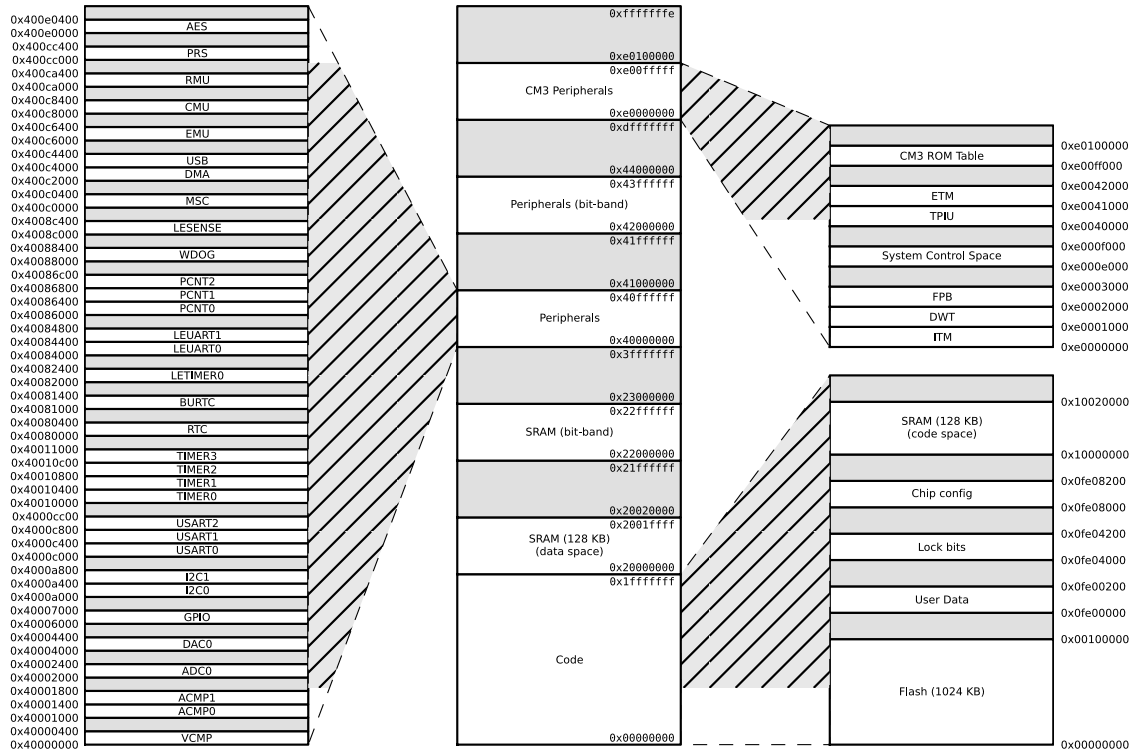 0x400e0400
AES
0x400e0000
0x400cc400
PRS
0x400cc000
0x400ca400
RMU
0x400ca000
0x400c8400
CMU
0x400c8000
0x400c6400
EMU
0x400c6000
0x400c4400
USB
0x400c4000
DMA
0x400c2000
0x400c0400
MSC
0x400c0000
0x4008c400
LESENSE
0x4008c000
0x40088400
WDOG
0x40088000
0x40086c00
PCNT2
0x40086800
PCNT1
0x40086400
PCNT0
0x40086000
0x40084800
LEUART1
0x40084400
LEUART0
0x40084000
0x40082400
LETIMER0
0x40082000
0x40081400
BURTC
0x40081000
0x40080400
RTC
0x40080000
0x40011000
TIMER3
0x40010c00
TIMER2
0x40010800
TIMER1
0x40010400
TIMER0
0x40010000
0x4000cc00
USART2
0x4000c800
USART1
0x4000c400
USART0
0x4000c000
0x4000a800
I2C1
0x4000a400
I2C0
0x4000a000
0x40007000
GPIO
0x40006000
0x40004400
DAC0
0x40004000
0x40002400
ADC0
0x40002000
0x40001800
ACMP1
0x40001400
ACMP0
0x40001000
0x40000400
VCMP
0x40000000
0xfffffffe
0xe0100000
0xe00fffff
CM3 Peripherals
0xe0000000
0xdfffffff
0x44000000
0x43ffffff
Peripherals (bit-band)
0x42000000
0x41ffffff
0x41000000
0x40ffffff
Peripherals
0x40000000
0x3fffffff
0x23000000
0x22ffffff
SRAM (bit-band)
0x22000000
0x21ffffff
0x20020000
0x2001ffff
SRAM (128 KB)
(data space)
0x20000000
0x1fffffff
Code
0x00000000
0xe0100000
CM3 ROM Table
0xe00ff000
0xe0042000
ETM
0xe0041000
TPIU
0xe0040000
0xe000f000
System Control Space
0xe000e000
0xe0003000
FPB
0xe0002000
DWT
0xe0001000
ITM
0xe0000000
0x10020000
SRAM (128 KB)
(code space)
0x10000000
0x0fe08200
Chip config
0x0fe08000
0x0fe04200
Lock bits
0x0fe04000
0x0fe00200
User Data
0x0fe00000
0x00100000
Flash (1024 KB)
0x00000000